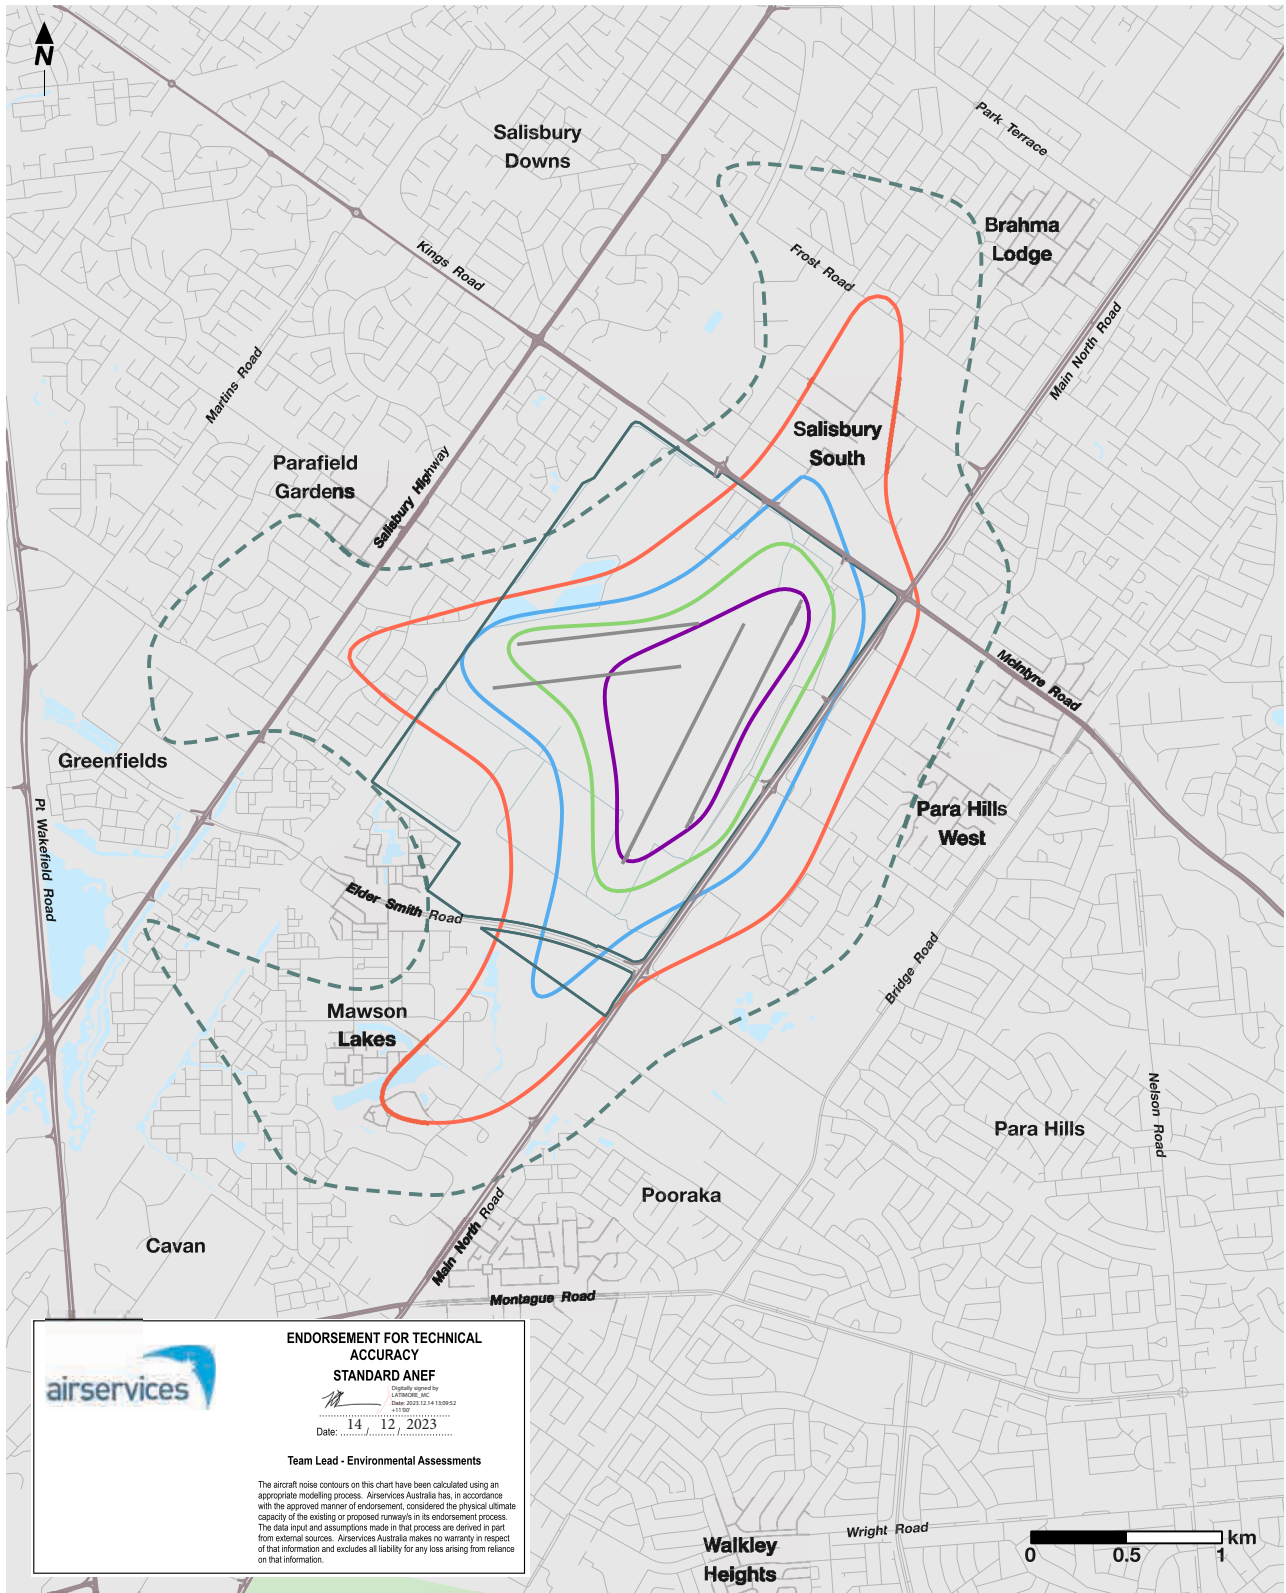 N
Salisbury
Downs
Park Terrace
Brahma
Lodge
Kings Road
Frost Road
Main North Road
Martins Road
Salisbury
South
Parafield
Gardens
Salisbury Highway
McIntyre Road
Greenfields
Pt Wakefield Road
Para Hills
West
Elder Smith Road
Bridge Road
Mawson
Lakes
Nelson Road
Para Hills
Pooraka
Main North Road
Cavan
Montague Road
airservices
ENDORSEMENT FOR TECHNICAL
ACCURACY
STANDARD ANEF
Digitally signed by
LATIMORE_MC
Date: 2023.12.14 13:09:52
+11'00'
Date: 14 / 12 / 2023
Team Lead - Environmental Assessments
The aircraft noise contours on this chart have been calculated using an
appropriate modelling process. Airservices Australia has, in accordance
with the approved manner of endorsement, considered the physical ultimate
capacity of the existing or proposed runway/s in its endorsement process.
The data input and assumptions made in that process are derived in part
from external sources. Airservices Australia makes no warranty in respect
of that information and excludes all liability for any loss arising from reliance
on that information.
Walkley
Heights
Wright Road
km
0 0.5 1